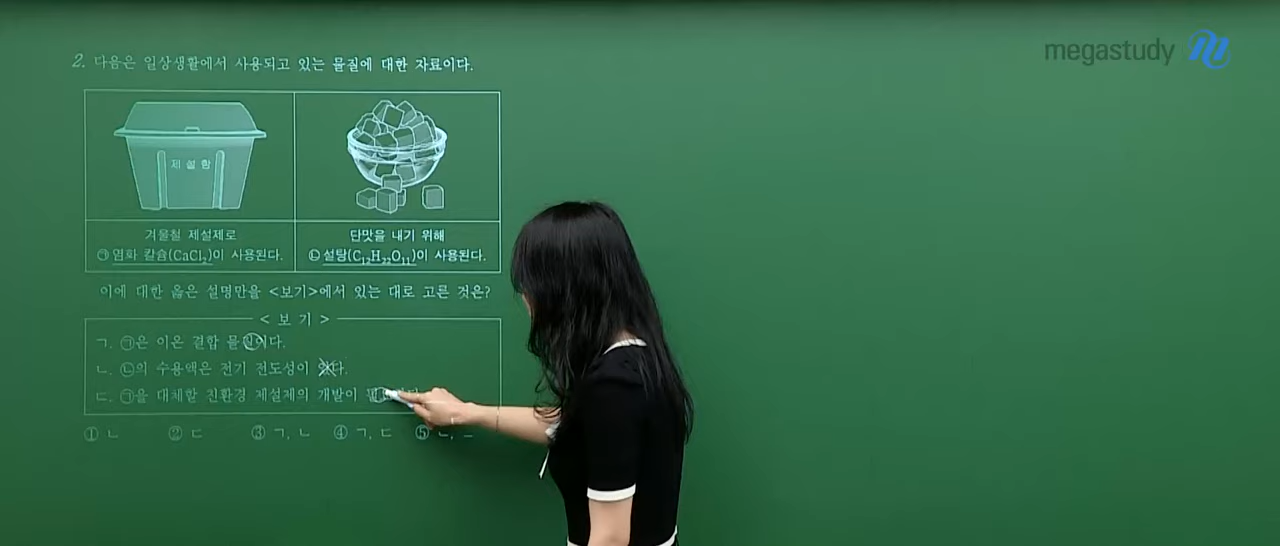 megastudy
2. 다음은 일상생활에서 사용되고 있는 물질에 대한 자료이다.
제설함
겨울철 제설제로
㉠ 염화 칼슘(CaCl₂)이 사용된다.
단맛을 내기 위해
㉡ 설탕(C₁₂H₂₂O₁₁)이 사용된다.
이에 대한 옳은 설명만을 <보기>에서 있는 대로 고른 것은?
< 보 기 >
ㄱ. ㉠은 이온 결합 물질이다.
ㄴ. ㉡의 수용액은 전기 전도성이 있다.
ㄷ. ㉠을 대체할 친환경 제설제의 개발이
① ㄴ ② ㄷ ③ ㄱ, ㄴ ④ ㄱ, ㄷ ⑤